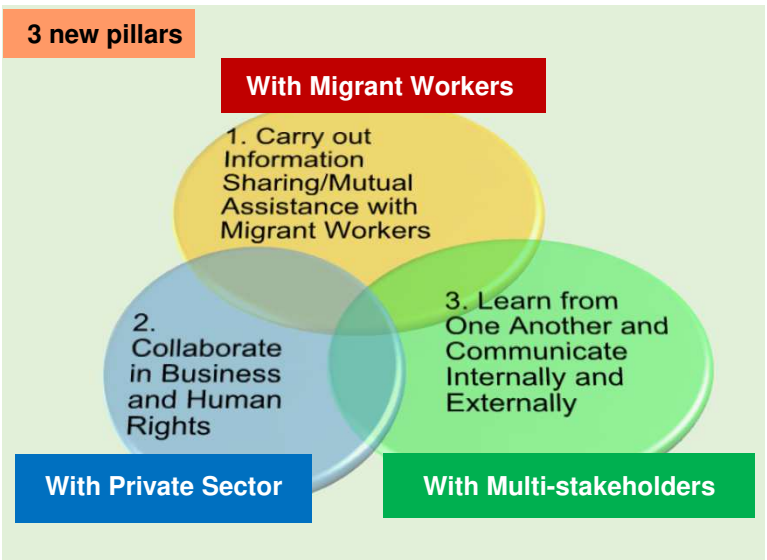 3 new pillars
With Migrant Workers
1. Carry out
Information
Sharing/Mutual
Assistance with
Migrant Workers
2.
Collaborate
in Business
and Human
Rights
3. Learn from
One Another and
Communicate
Internally and
Externally
With Private Sector
With Multi-stakeholders